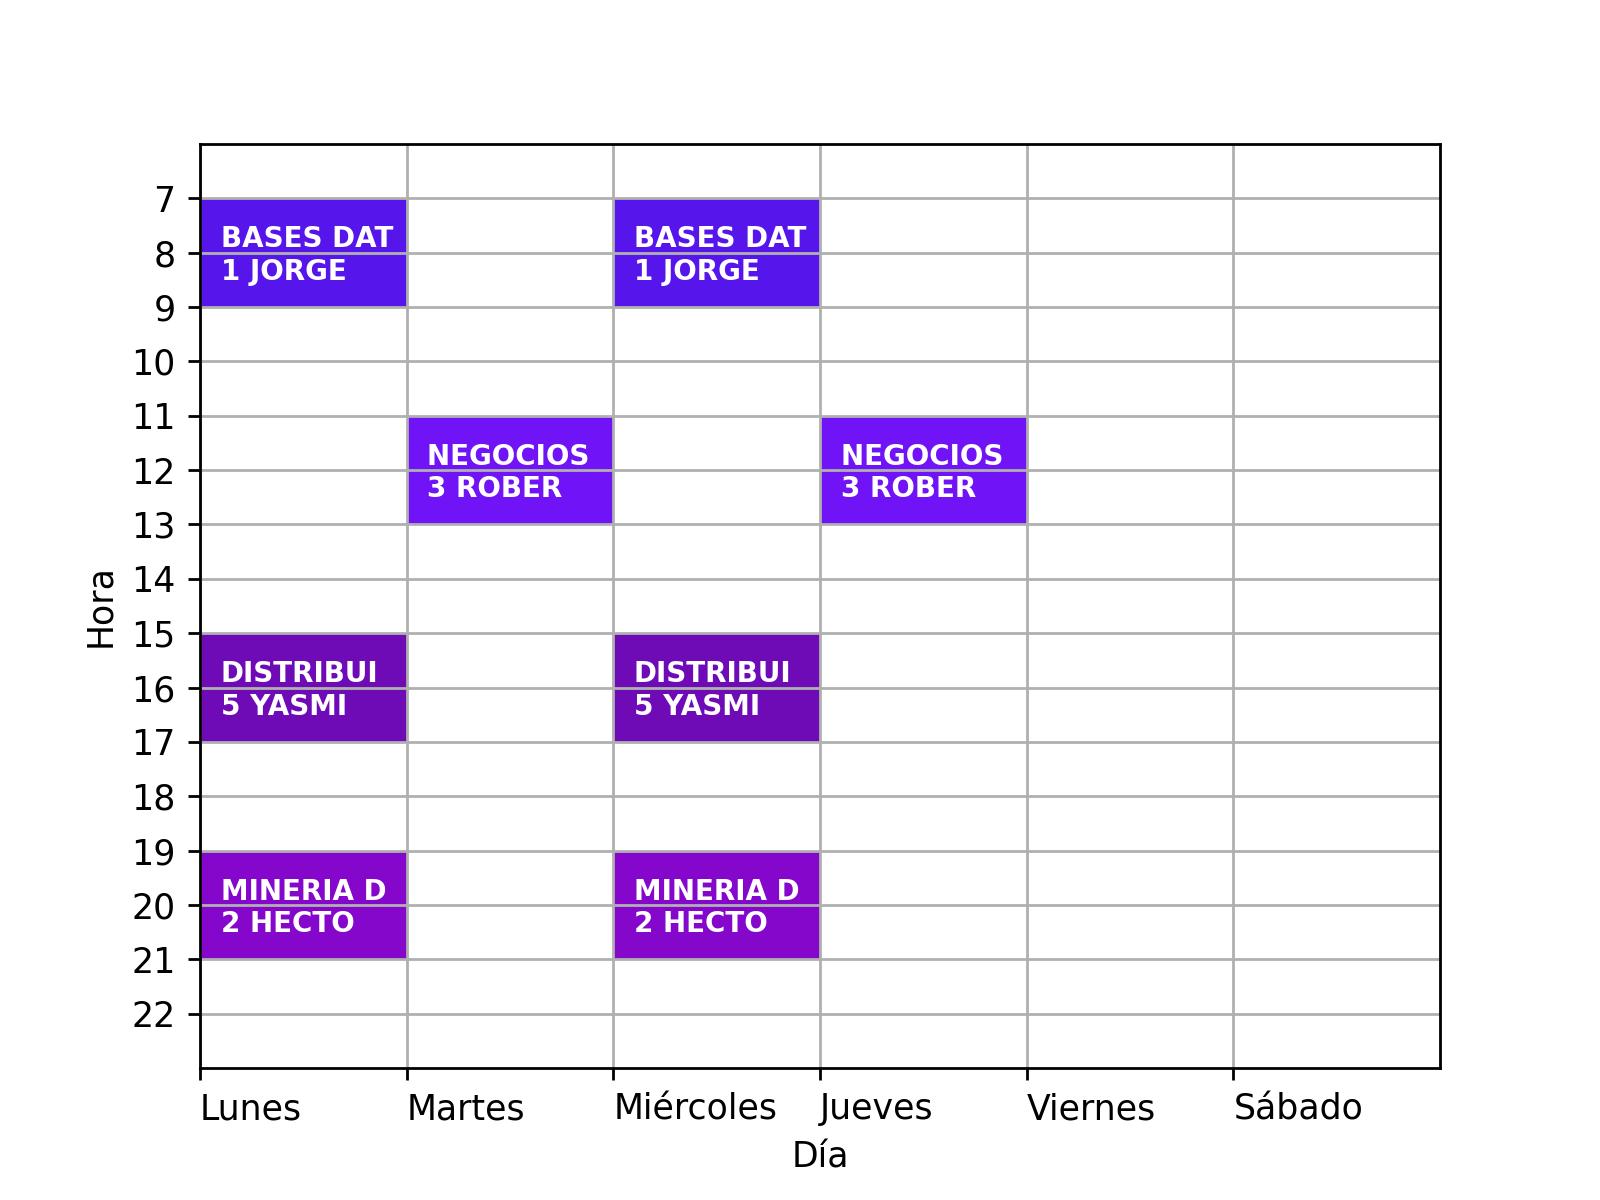 7
BASES DAT
1 JORGE
BASES DAT
1 JORGE
8
9
10
11
NEGOCIOS
3 ROBER
NEGOCIOS
3 ROBER
12
13
14
Hora
15
DISTRIBUI
5 YASMI
DISTRIBUI
5 YASMI
16
17
18
19
MINERIA D
2 HECTO
MINERIA D
2 HECTO
20
21
22
Lunes Martes Miércoles Jueves Viernes Sábado
Día